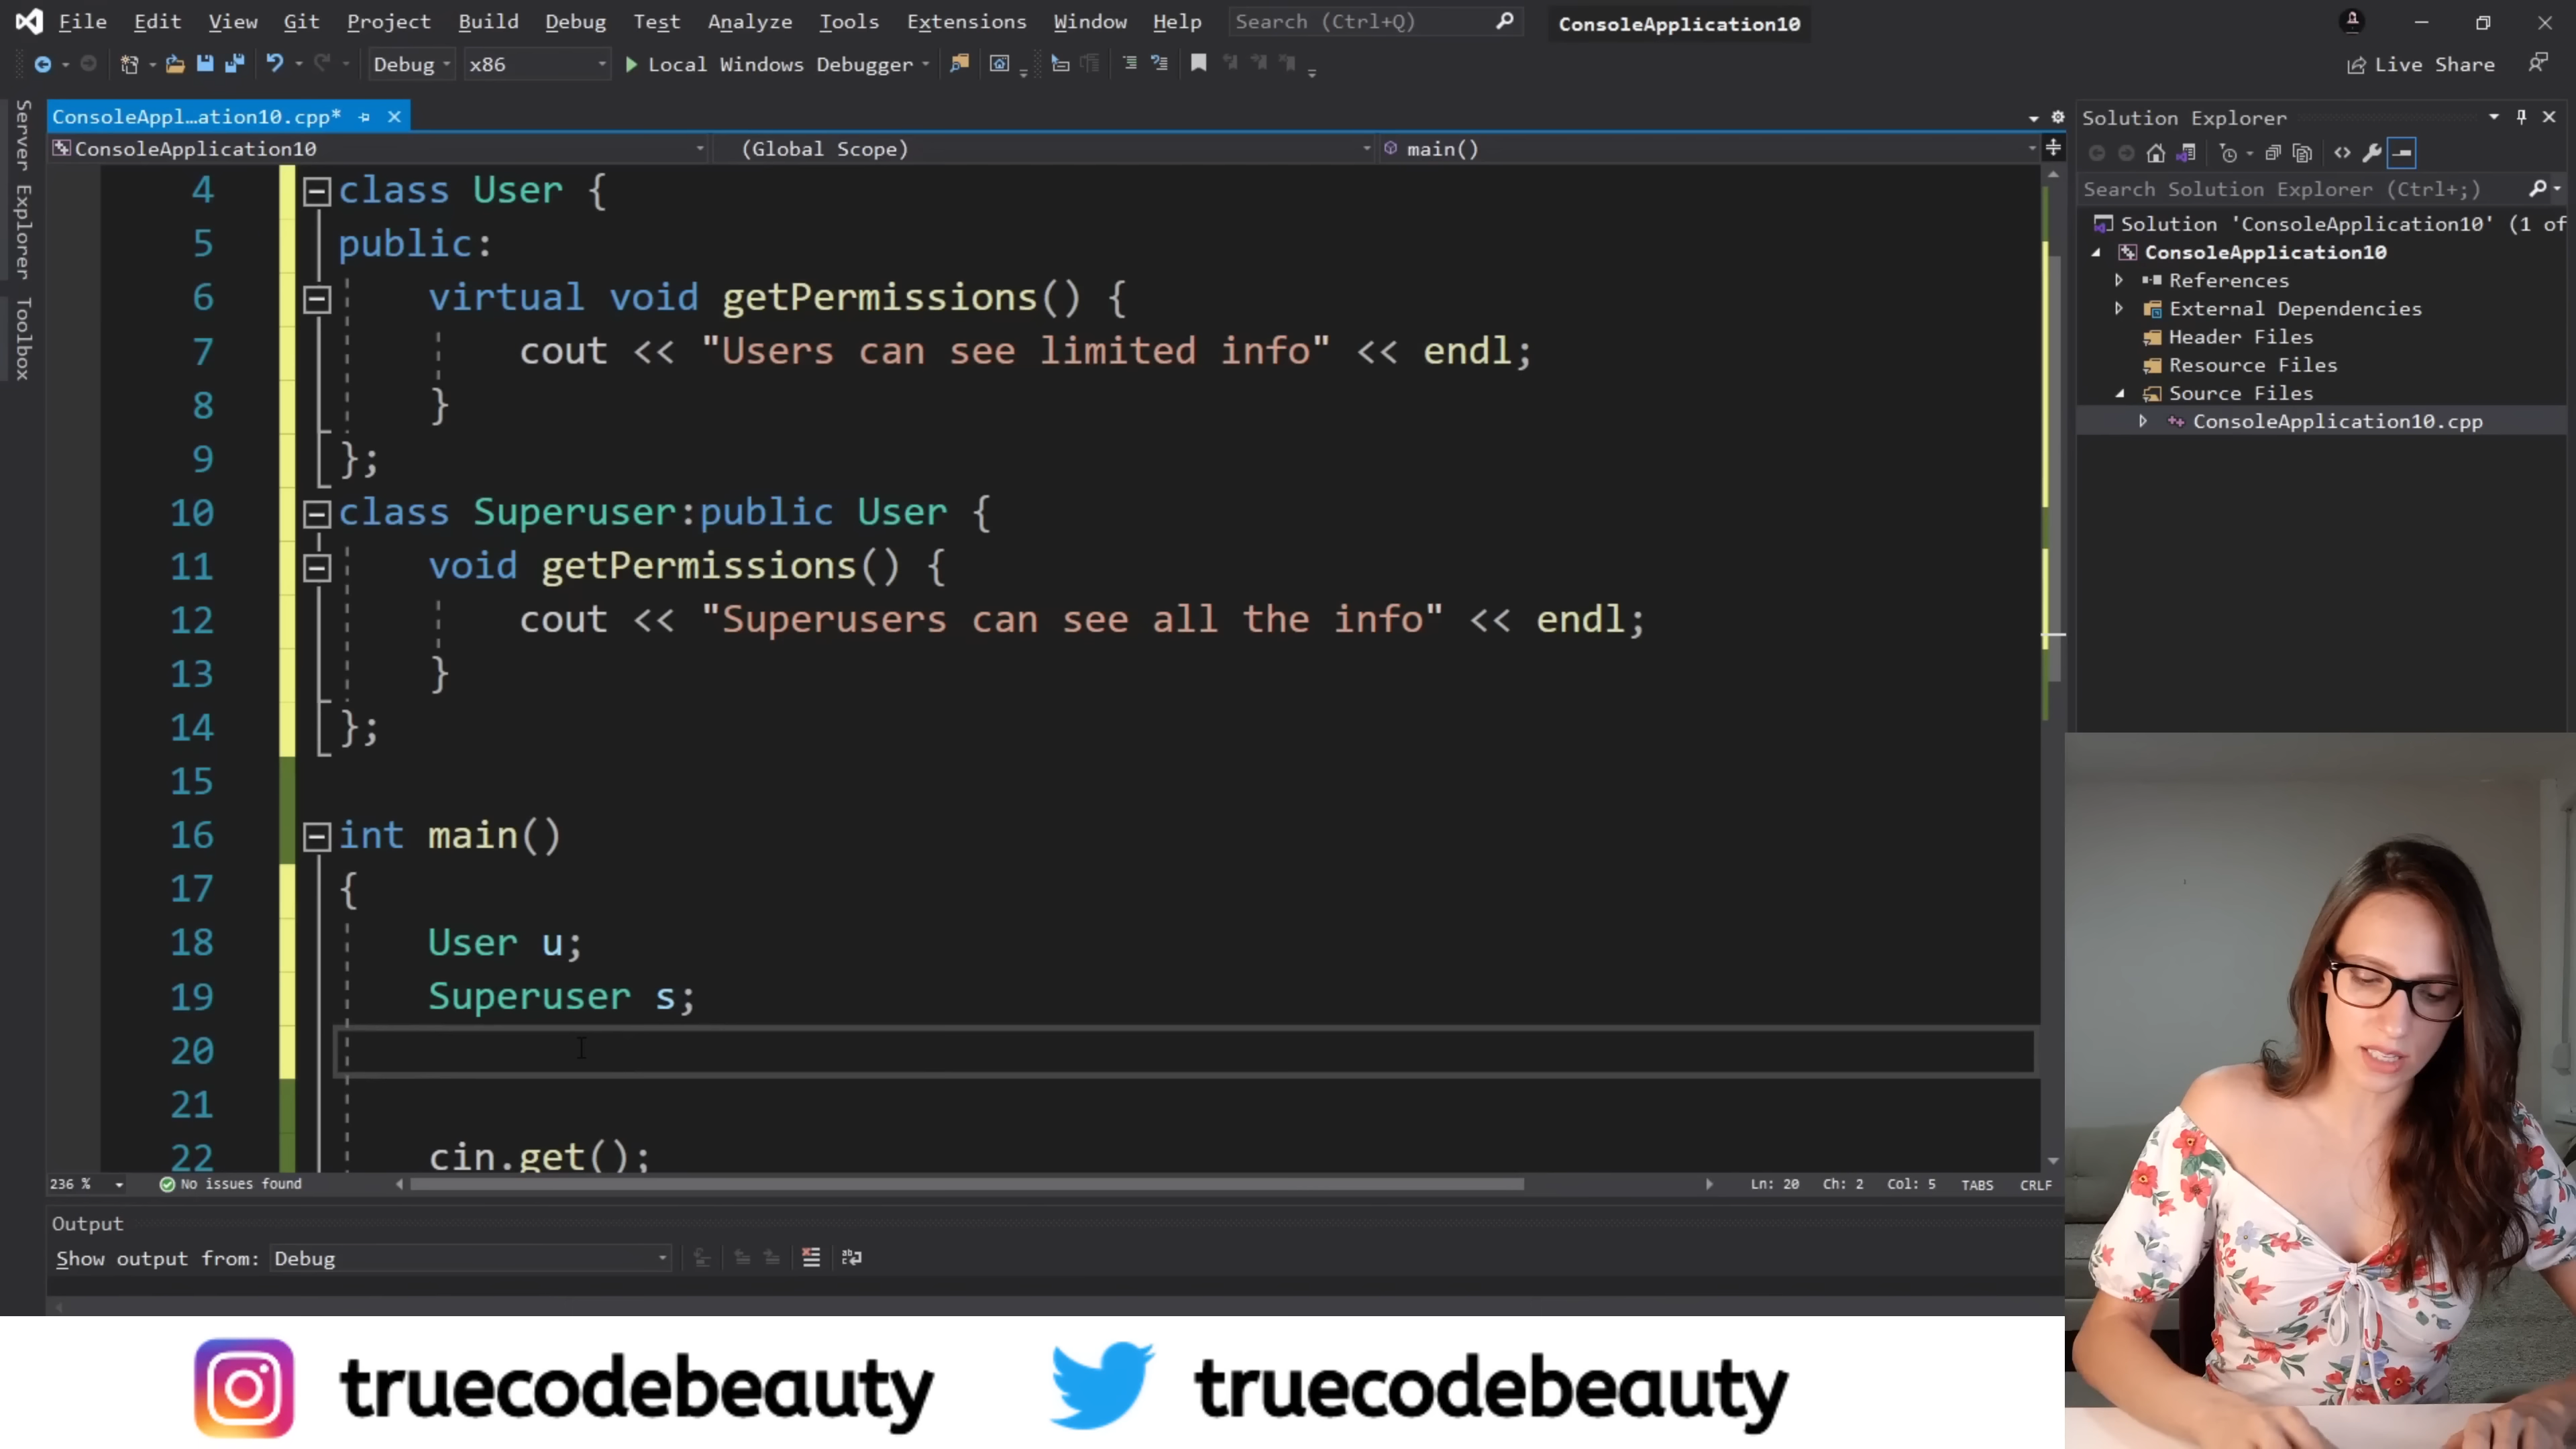 File Edit View Git Project Build Debug Test Analyze Tools Extensions Window Help Search (Ctrl+Q) ConsoleApplication10
Debug x86 Local Windows Debugger Live Share
Server Explorer
Toolbox
ConsoleAppl...ation10.cpp*
ConsoleApplication10 (Global Scope) main()
4 class User {
5 public:
6 virtual void getPermissions() {
7 cout << "Users can see limited info" << endl;
8 }
9 };
10 class Superuser:public User {
11 void getPermissions() {
12 cout << "Superusers can see all the info" << endl;
13 }
14 };
15
16 int main()
17 {
18 User u;
19 Superuser s;
20
21
22 cin.get();
236 % No issues found Ln: 20 Ch: 2 Col: 5 TABS CRLF
Output
Show output from: Debug
Solution Explorer
Search Solution Explorer (Ctrl+;)
Solution 'ConsoleApplication10' (1 of
ConsoleApplication10
References
External Dependencies
Header Files
Resource Files
Source Files
ConsoleApplication10.cpp
truecodebeauty truecodebeauty